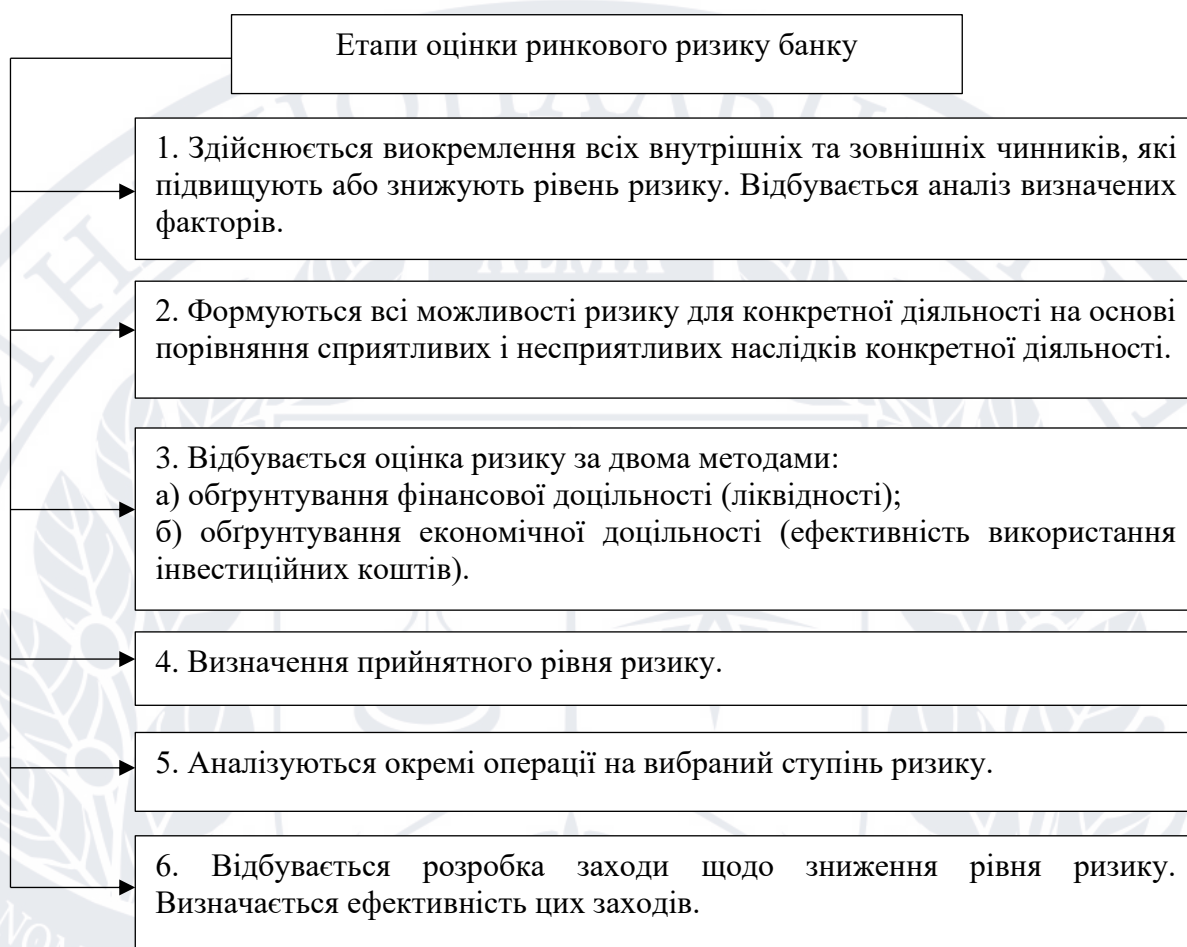 Етапи оцінки ринкового ризику банку
1. Здійснюється виокремлення всіх внутрішніх та зовнішніх чинників, які
підвищують або знижують рівень ризику. Відбувається аналіз визначених
факторів.
2. Формуються всі можливості ризику для конкретної діяльності на основі
порівняння сприятливих і несприятливих наслідків конкретної діяльності.
3. Відбувається оцінка ризику за двома методами:
а) обґрунтування фінансової доцільності (ліквідності);
б) обґрунтування економічної доцільності (ефективність використання
інвестиційних коштів).
4. Визначення прийнятного рівня ризику.
5. Аналізуються окремі операції на вибраний ступінь ризику.
6. Відбувається розробка заходи щодо зниження рівня ризику.
Визначається ефективність цих заходів.